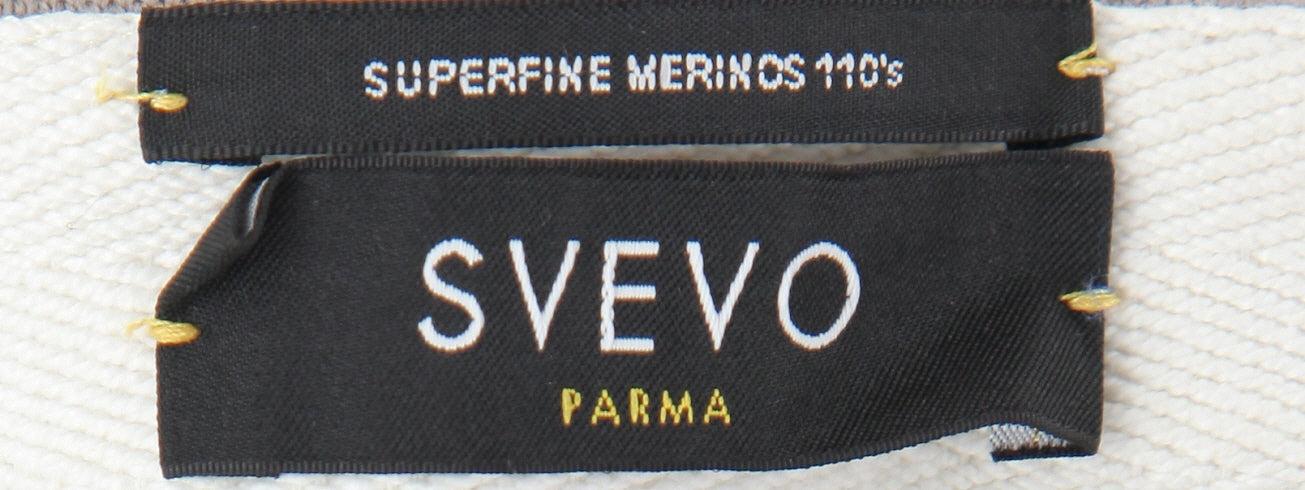 SUPERFINE MERINOS 110's
SVEVO
PARMA